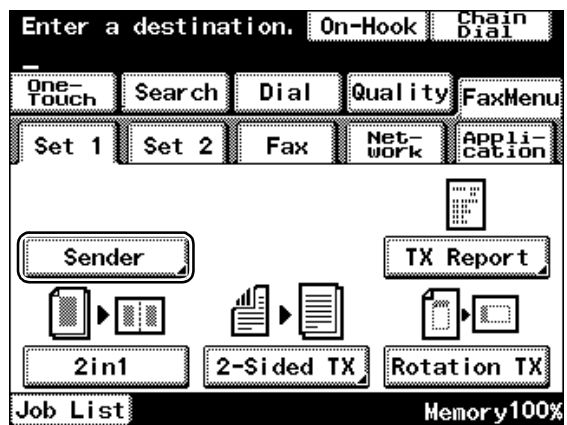 Enter a destination. On-Hook Chain Dial
One-Touch Search Dial Quality FaxMenu
Set 1 Set 2 Fax Net-work Appli-cation
Sender TX Report
2in1 2-Sided TX Rotation TX
Job List Memory100%